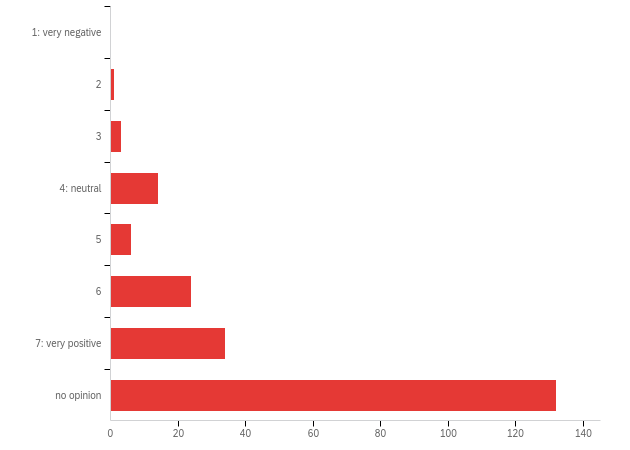 1: very negative
2
3
4: neutral
5
6
7: very positive
no opinion
0 20 40 60 80 100 120 140